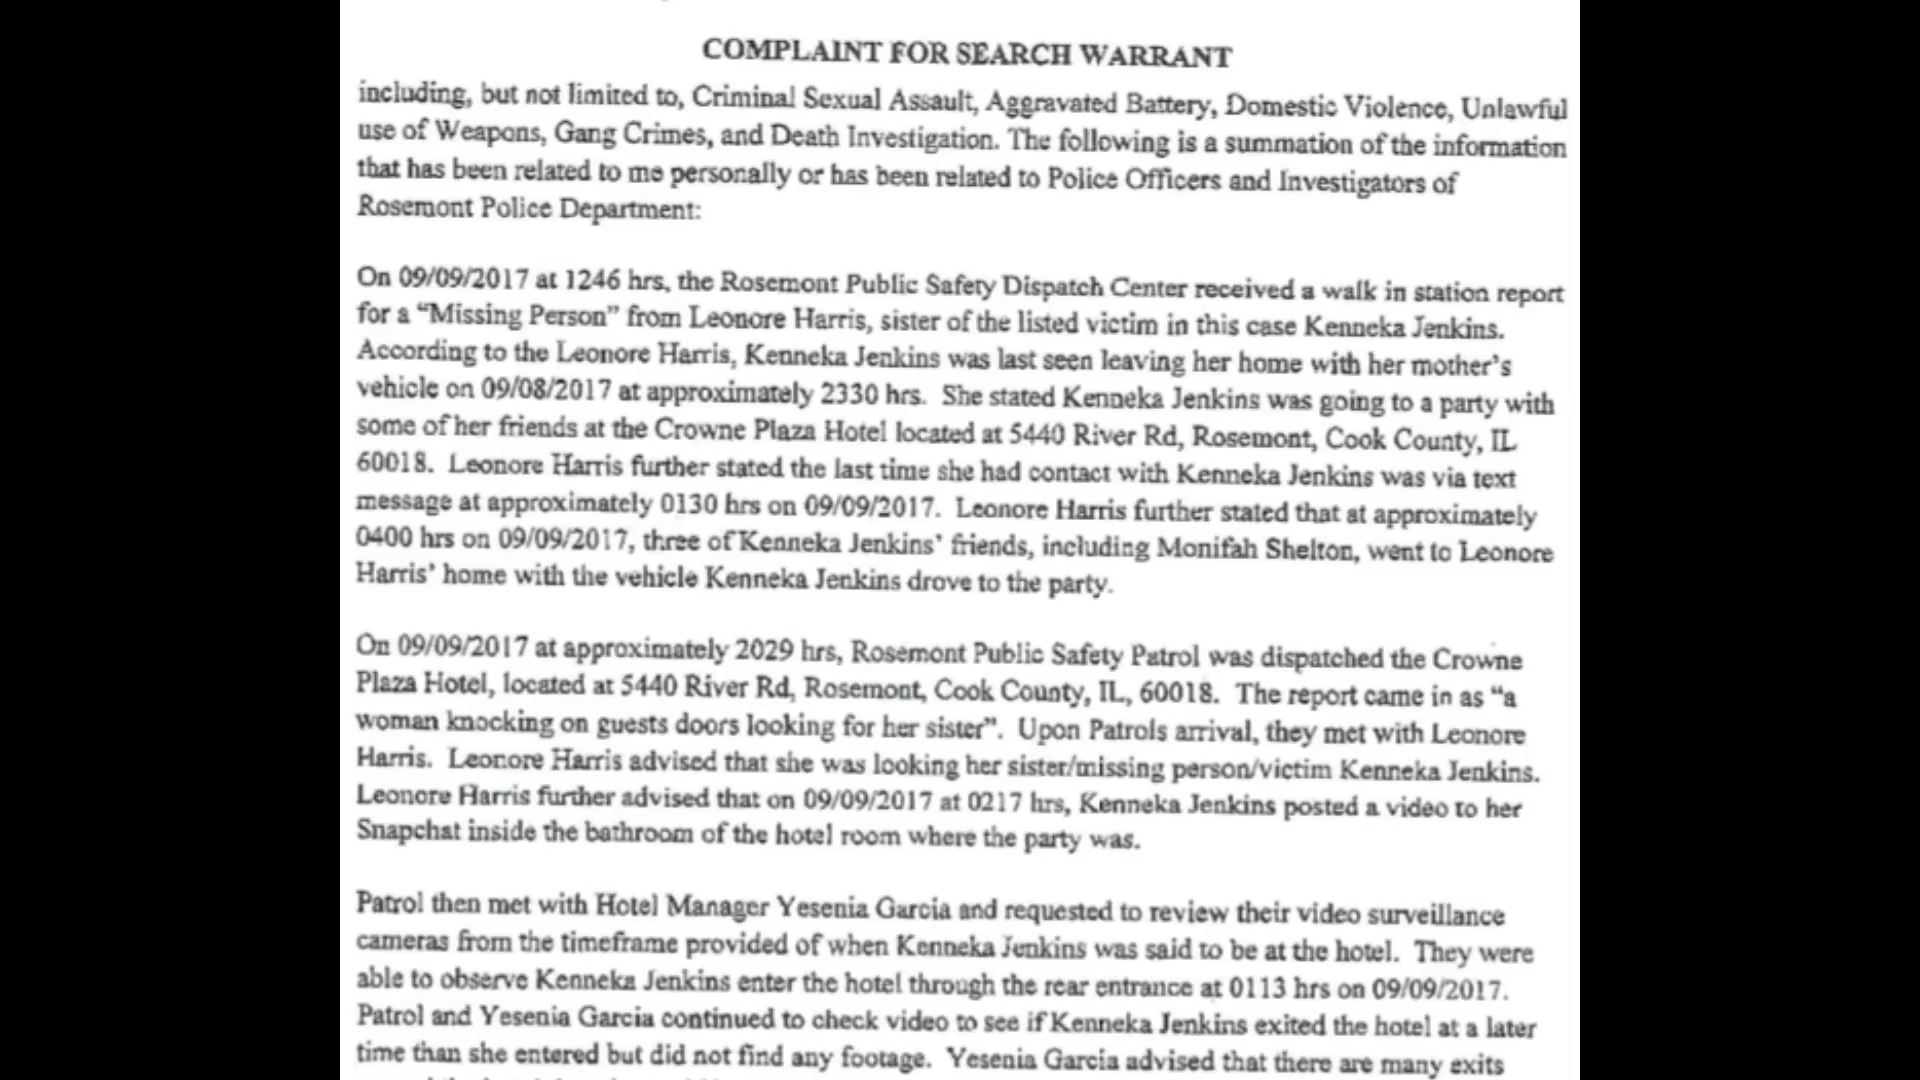 COMPLAINT FOR SEARCH WARRANT
including, but not limited to, Criminal Sexual Assault, Aggravated Battery, Domestic Violence, Unlawful
use of Weapons, Gang Crimes, and Death Investigation. The following is a summation of the information
that has been related to me personally or has been related to Police Officers and Investigators of
Rosemont Police Department:
On 09/09/2017 at 1246 hrs, the Rosemont Public Safety Dispatch Center received a walk in station report
for a “Missing Person” from Leonore Harris, sister of the listed victim in this case Kenneka Jenkins.
According to the Leonore Harris, Kenneka Jenkins was last seen leaving her home with her mother’s
vehicle on 09/08/2017 at approximately 2330 hrs. She stated Kenneka Jenkins was going to a party with
some of her friends at the Crowne Plaza Hotel located at 5440 River Rd, Rosemont, Cook County, IL
60018. Leonore Harris further stated the last time she had contact with Kenneka Jenkins was via text
message at approximately 0130 hrs on 09/09/2017. Leonore Harris further stated that at approximately
0400 hrs on 09/09/2017, three of Kenneka Jenkins’ friends, including Monifah Shelton, went to Leonore
Harris’ home with the vehicle Kenneka Jenkins drove to the party.
On 09/09/2017 at approximately 2029 hrs, Rosemont Public Safety Patrol was dispatched the Crowne
Plaza Hotel, located at 5440 River Rd, Rosemont, Cook County, IL, 60018. The report came in as “a
woman knocking on guests doors looking for her sister”. Upon Patrols arrival, they met with Leonore
Harris. Leonore Harris advised that she was looking her sister/missing person/victim Kenneka Jenkins.
Leonore Harris further advised that on 09/09/2017 at 0217 hrs, Kenneka Jenkins posted a video to her
Snapchat inside the bathroom of the hotel room where the party was.
Patrol then met with Hotel Manager Yesenia Garcia and requested to review their video surveillance
cameras from the timeframe provided of when Kenneka Jenkins was said to be at the hotel. They were
able to observe Kenneka Jenkins enter the hotel through the rear entrance at 0113 hrs on 09/09/2017.
Patrol and Yesenia Garcia continued to check video to see if Kenneka Jenkins exited the hotel at a later
time than she entered but did not find any footage. Yesenia Garcia advised that there are many exits